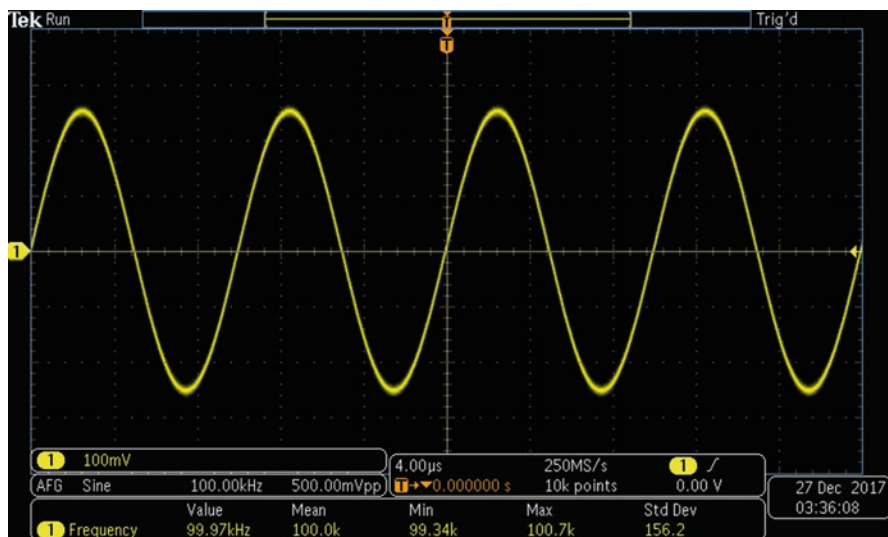 Tek Run Trig'd
T
T
1
1 100mV
4.00µs 250MS/s 1
T→▼0.000000 s 10k points 0.00 V
AFG Sine 100.00kHz 500.00mVpp
Value Mean Min Max Std Dev
1 Frequency 99.97kHz 100.0k 99.34k 100.7k 156.2
27 Dec 2017
03:36:08